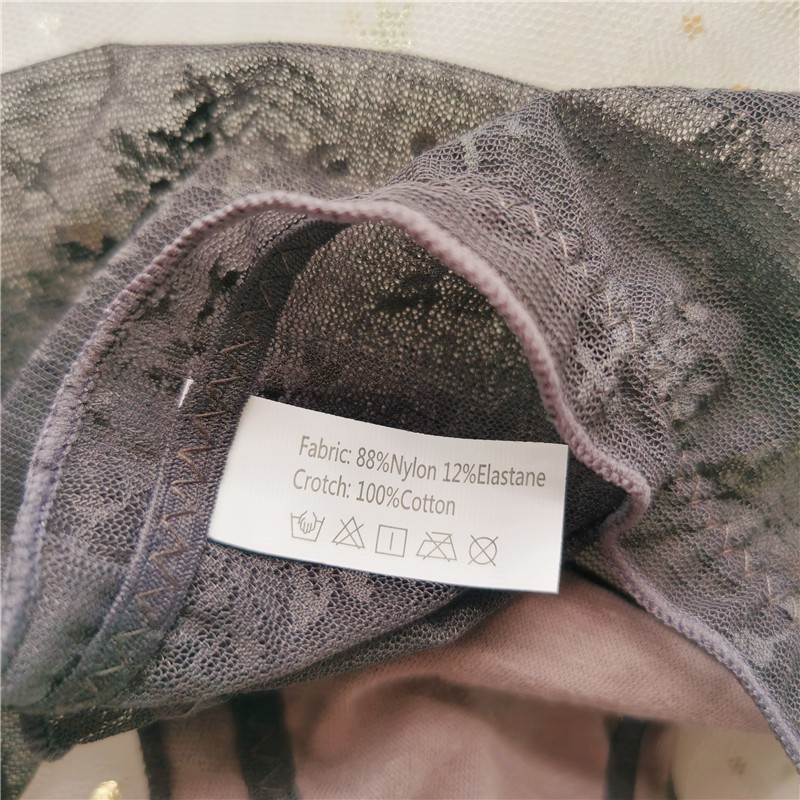 Fabric: 88%Nylon 12%Elastane
Crotch: 100%Cotton